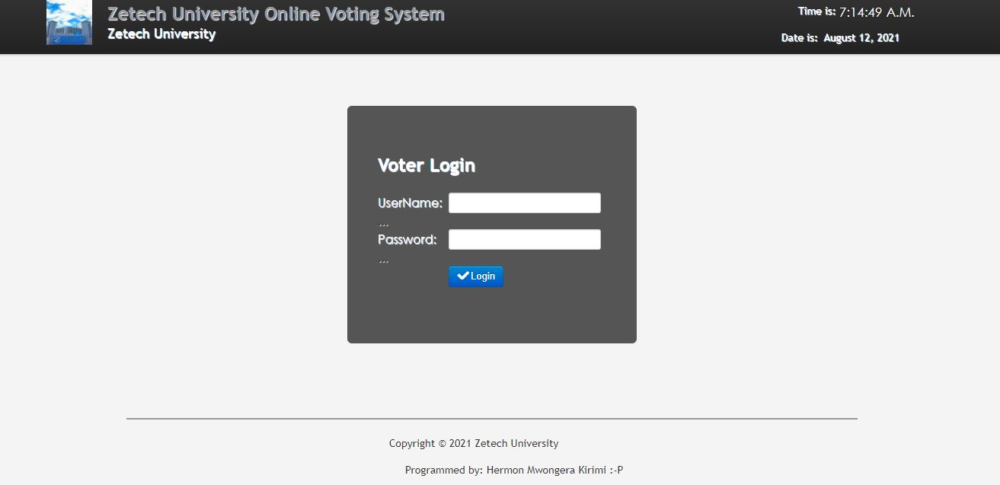 Zetech University Online Voting System
Zetech University
Time is: 7:14:49 A.M.
Date is: August 12, 2021
Voter Login
UserName:
...
Password:
...
Login
Copyright © 2021 Zetech University
Programmed by: Hermon Mwongera Kirimi :-P